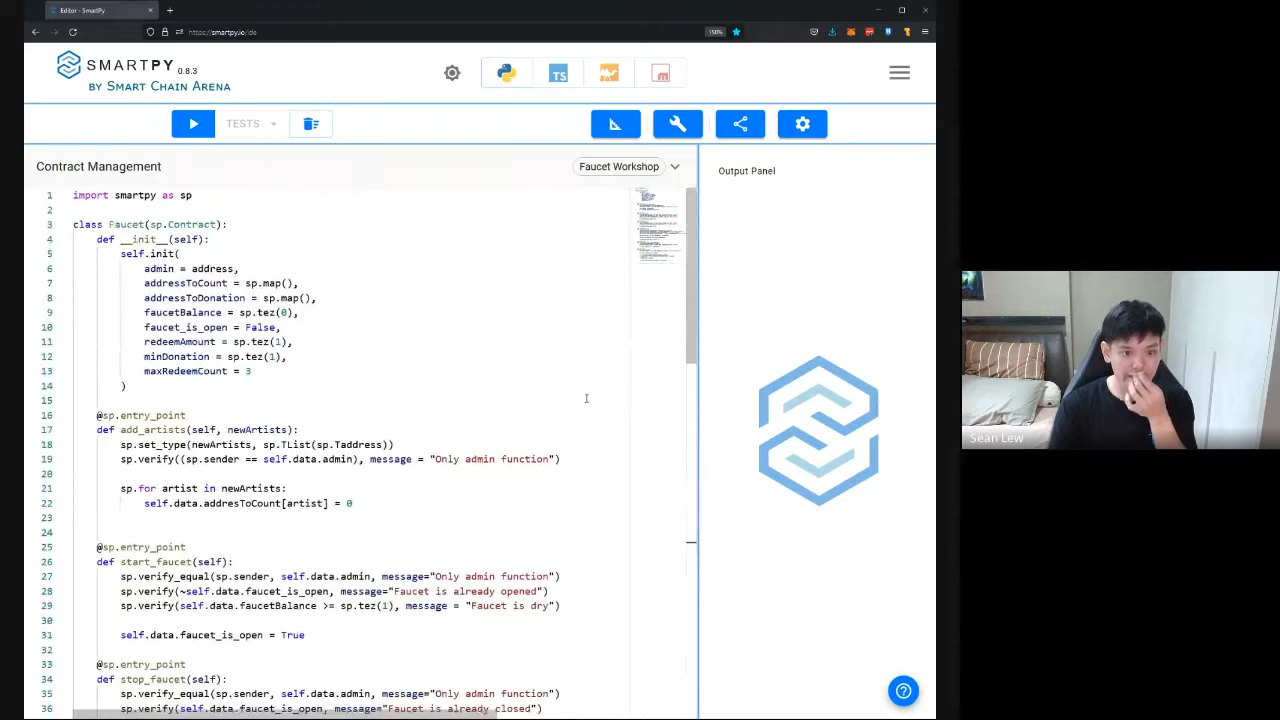 Editor - SmartPy
https://smartpy.io/ide
150%
SMARTPY 0.8.3
BY SMART CHAIN ARENA
TS
TESTS
Contract Management
Faucet Workshop
Output Panel
1 import smartpy as sp
2
3 class Faucet(sp.Contract):
4 def __init__(self):
5 self.init(
6 admin = address,
7 addressToCount = sp.map(),
8 addressToDonation = sp.map(),
9 faucetBalance = sp.tez(0),
10 faucet_is_open = False,
11 redeemAmount = sp.tez(1),
12 minDonation = sp.tez(1),
13 maxRedeemCount = 3
14 )
15
16 @sp.entry_point
17 def add_artists(self, newArtists):
18 sp.set_type(newArtists, sp.TList(sp.Taddress))
19 sp.verify((sp.sender == self.data.admin), message = "Only admin function")
20
21 sp.for artist in newArtists:
22 self.data.addresToCount[artist] = 0
23
24
25 @sp.entry_point
26 def start_faucet(self):
27 sp.verify_equal(sp.sender, self.data.admin, message="Only admin function")
28 sp.verify(~self.data.faucet_is_open, message="Faucet is already opened")
29 sp.verify(self.data.faucetBalance >= sp.tez(1), message = "Faucet is dry")
30
31 self.data.faucet_is_open = True
32
33 @sp.entry_point
34 def stop_faucet(self):
35 sp.verify_equal(sp.sender, self.data.admin, message="Only admin function")
36 sp.verify(self.data.faucet_is_open, message="Faucet is already closed")
Sean Lew